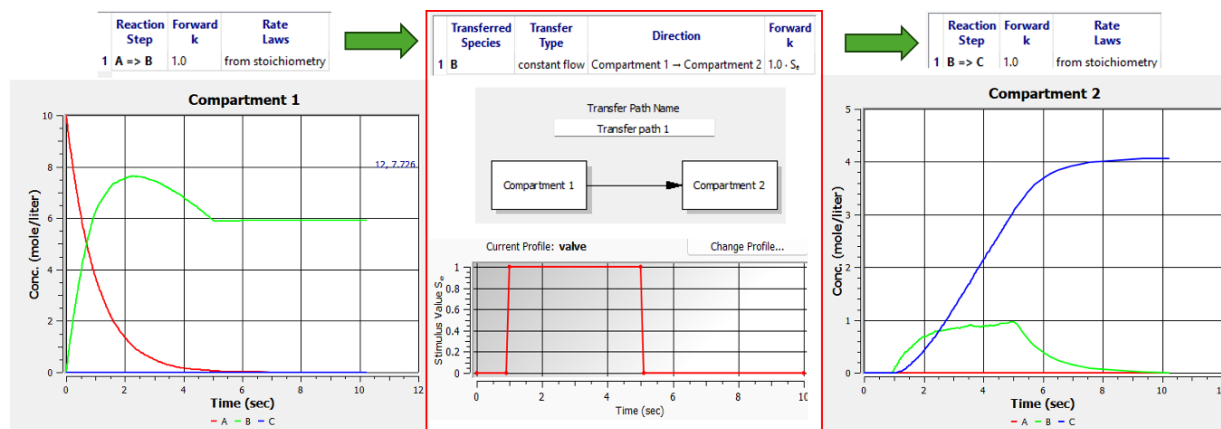 Reaction Step Forward k Rate Laws
1 A => B 1.0 from stoichiometry
Compartment 1
Conc. (mole/liter)
10
8
6
4
2
0
12, 7.726
0 2 4 6 8 10 12
Time (sec)
A B C
Transferred Species Transfer Type Direction Forward k
1 B constant flow Compartment 1 → Compartment 2 1.0 · Sₑ
Transfer Path Name
Transfer path 1
Compartment 1 Compartment 2
Current Profile: valve Change Profile...
Stimulus Value Sₑ
1
0.8
0.6
0.4
0.2
0
0 2 4 6 8 10
Time (sec)
Reaction Step Forward k Rate Laws
1 B => C 1.0 from stoichiometry
Compartment 2
Conc. (mole/liter)
5
4
3
2
1
0
0 2 4 6 8 10 12
Time (sec)
A B C